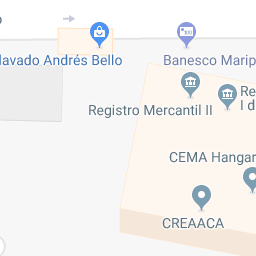 lavado Andrés Bello
Banesco Marip
Registro Mercantil II
Re
I d
CEMA Hangar
CREAACA